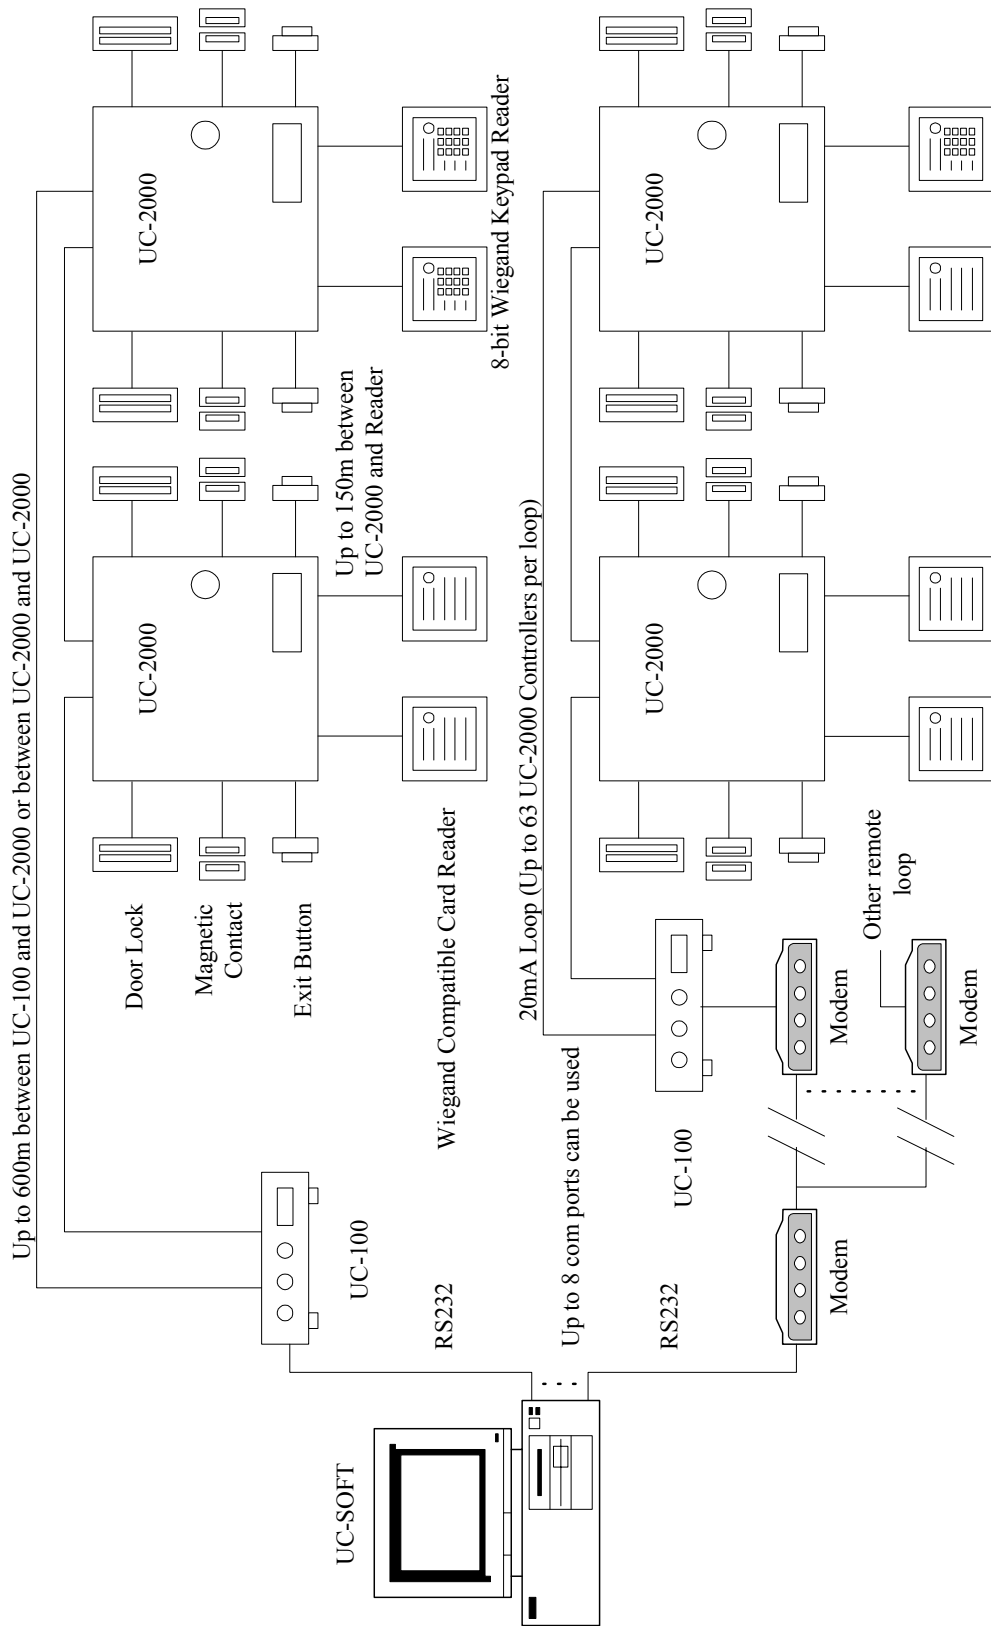 Up to 600m between UC-100 and UC-2000 or between UC-2000 and UC-2000
UC-2000
UC-2000
Door Lock
Magnetic
Contact
Exit Button
Up to 150m between
UC-2000 and Reader
Wiegand Compatible Card Reader
8-bit Wiegand Keypad Reader
UC-100
RS232
UC-SOFT
Up to 8 com ports can be used
RS232
20mA Loop (Up to 63 UC-2000 Controllers per loop)
UC-2000
UC-2000
UC-100
Modem
Modem
Other remote
loop
Modem